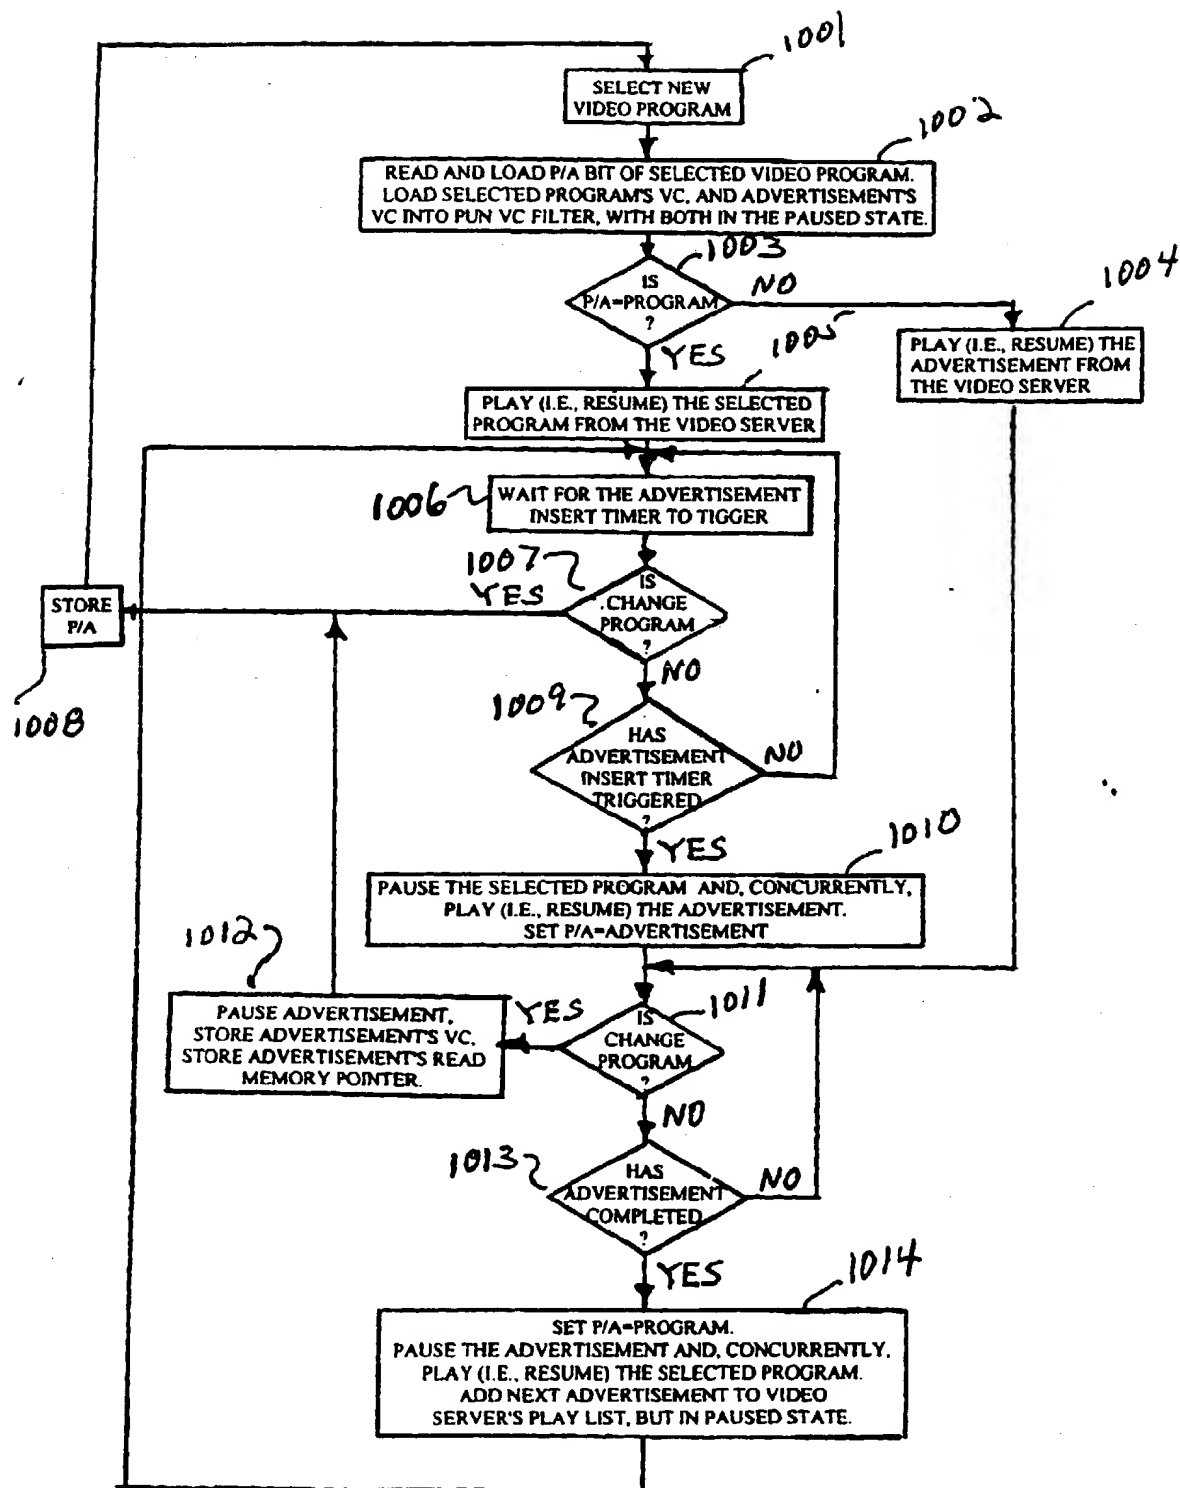 1001
SELECT NEW
VIDEO PROGRAM
1002
READ AND LOAD P/A BIT OF SELECTED VIDEO PROGRAM.
LOAD SELECTED PROGRAM'S VC, AND ADVERTISEMENT'S
VC INTO PUN VC FILTER, WITH BOTH IN THE PAUSED STATE.
1003
IS
P/A=PROGRAM
?
NO
1004
YES
1005
PLAY (I.E., RESUME) THE
ADVERTISEMENT FROM
THE VIDEO SERVER
PLAY (I.E., RESUME) THE SELECTED
PROGRAM FROM THE VIDEO SERVER
1006
WAIT FOR THE ADVERTISEMENT
INSERT TIMER TO TIGGER
1007
YES
IS
CHANGE
PROGRAM
?
STORE
P/A
1008
NO
1009
HAS
ADVERTISEMENT
INSERT TIMER
TRIGGERED
?
NO
YES
1010
PAUSE THE SELECTED PROGRAM AND, CONCURRENTLY,
PLAY (I.E., RESUME) THE ADVERTISEMENT.
SET P/A=ADVERTISEMENT
1012
PAUSE ADVERTISEMENT,
STORE ADVERTISEMENT'S VC,
STORE ADVERTISEMENT'S READ
MEMORY POINTER.
YES
1011
IS
CHANGE
PROGRAM
?
NO
1013
HAS
ADVERTISEMENT
COMPLETED
?
NO
YES
1014
SET P/A=PROGRAM.
PAUSE THE ADVERTISEMENT AND, CONCURRENTLY,
PLAY (I.E., RESUME) THE SELECTED PROGRAM.
ADD NEXT ADVERTISEMENT TO VIDEO
SERVER'S PLAY LIST, BUT IN PAUSED STATE.